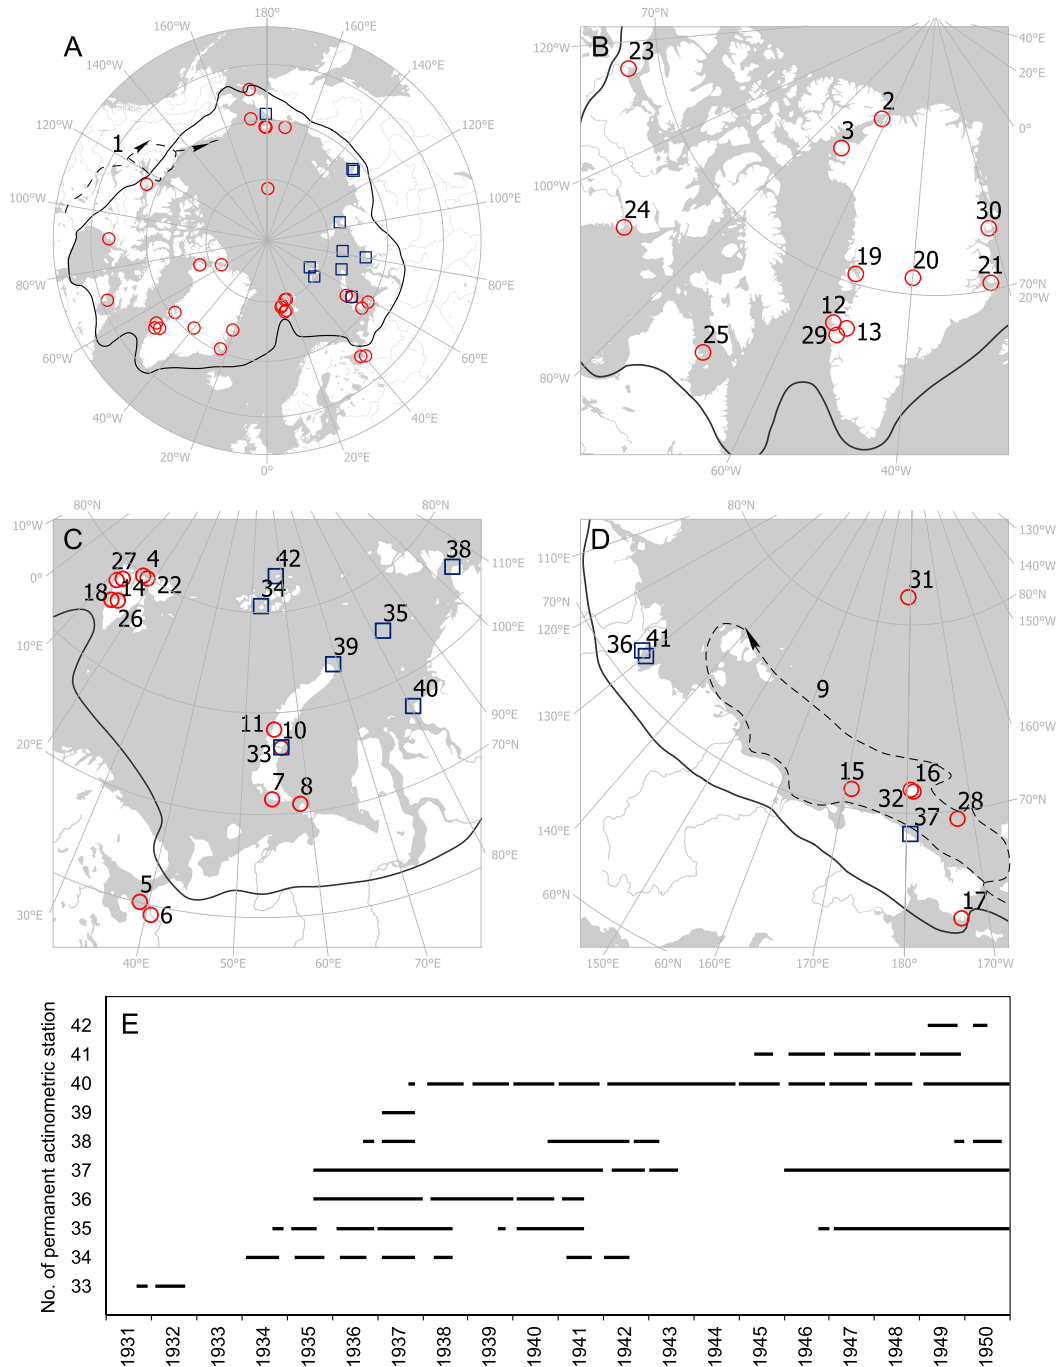 180°
160°W
160°E
A
140°W
140°E
120°W
120°E
1
100°W
100°E
80°W
80°E
60°W
60°E
40°W
40°E
20°W
20°E
0°
70°N
120°W
B
23
40°E
20°E
2
0°
3
100°W
24
30
19
20
21
70°N
20°W
12
13
29
25
80°W
60°W
40°W
80°N
80°N
10°W
C
38
110°E
0°
27
4
42
14
22
34
18
26
35
100°E
10°E
39
40
11
10
90°E
20°E
33
70°N
7
8
80°E
5
6
30°E
40°E
50°E
60°E
70°E
80°N
130°W
D
110°E
140°W
31
80°N
70°N
150°W
120°E
36
41
9
160°W
130°E
15
16
32
28
70°N
37
140°E
60°N
17
150°E
60°N
160°E
170°E
180°
170°W
E
No. of permanent actinometric station
42
41
40
39
38
37
36
35
34
33
1931
1932
1933
1934
1935
1936
1937
1938
1939
1940
1941
1942
1943
1944
1945
1946
1947
1948
1949
1950